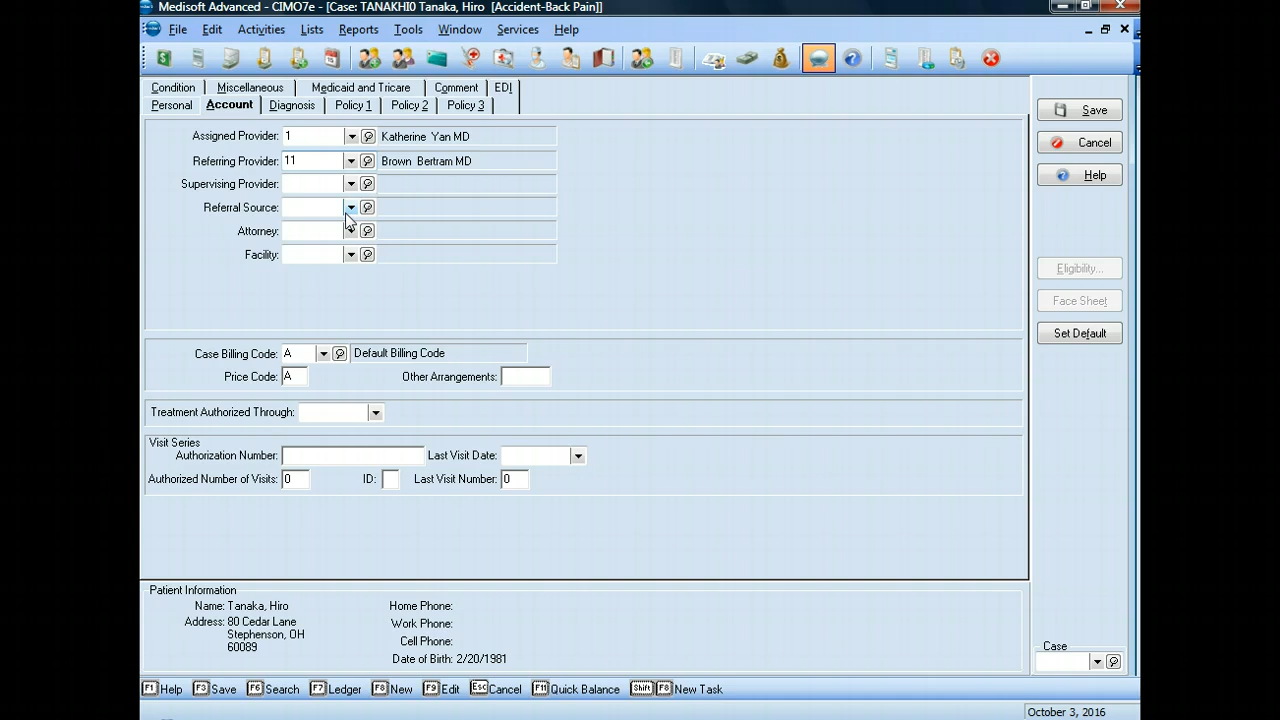 Medisoft Advanced - CIMO7e - [Case: TANAKHI0 Tanaka, Hiro [Accident-Back Pain]]
File Edit Activities Lists Reports Tools Window Services Help
Condition Miscellaneous Medicaid and Tricare Comment EDI
Personal Account Diagnosis Policy 1 Policy 2 Policy 3
Assigned Provider: 1 Katherine Yan MD
Referring Provider: 11 Brown Bertram MD
Supervising Provider:
Referral Source:
Attorney:
Facility:
Case Billing Code: A Default Billing Code
Price Code: A Other Arrangements:
Treatment Authorized Through:
Visit Series
Authorization Number: Last Visit Date:
Authorized Number of Visits: 0 ID: Last Visit Number: 0
Save
Cancel
Help
Eligibility...
Face Sheet
Set Default
Patient Information
Name: Tanaka, Hiro Home Phone:
Address: 80 Cedar Lane Work Phone:
Stephenson, OH Cell Phone:
60089 Date of Birth: 2/20/1981
Case
F1 Help F3 Save F6 Search F7 Ledger F8 New F9 Edit Esc Cancel F11 Quick Balance Shift F8 New Task
October 3, 2016